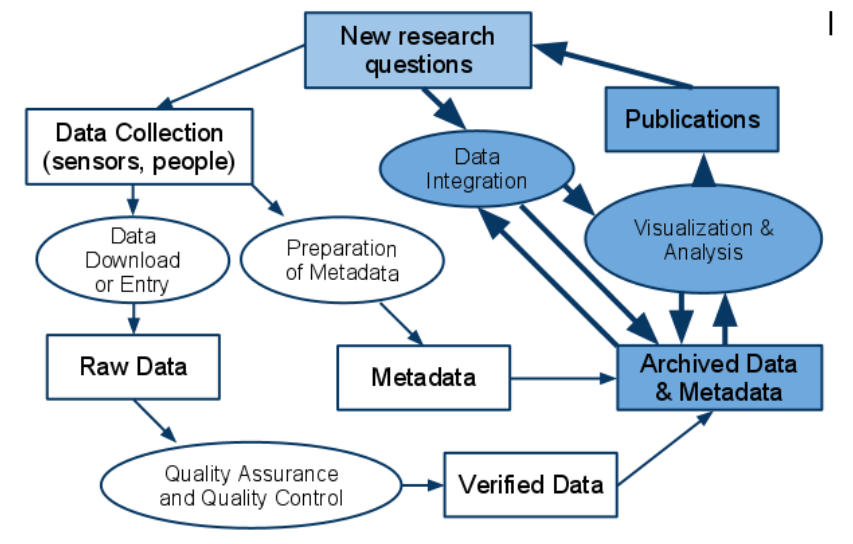 New research
questions
Data Collection
(sensors, people)
Publications
Data
Integration
Data
Download
or Entry
Preparation
of Metadata
Visualization &
Analysis
Raw Data
Metadata
Archived Data
& Metadata
Quality Assurance
and Quality Control
Verified Data